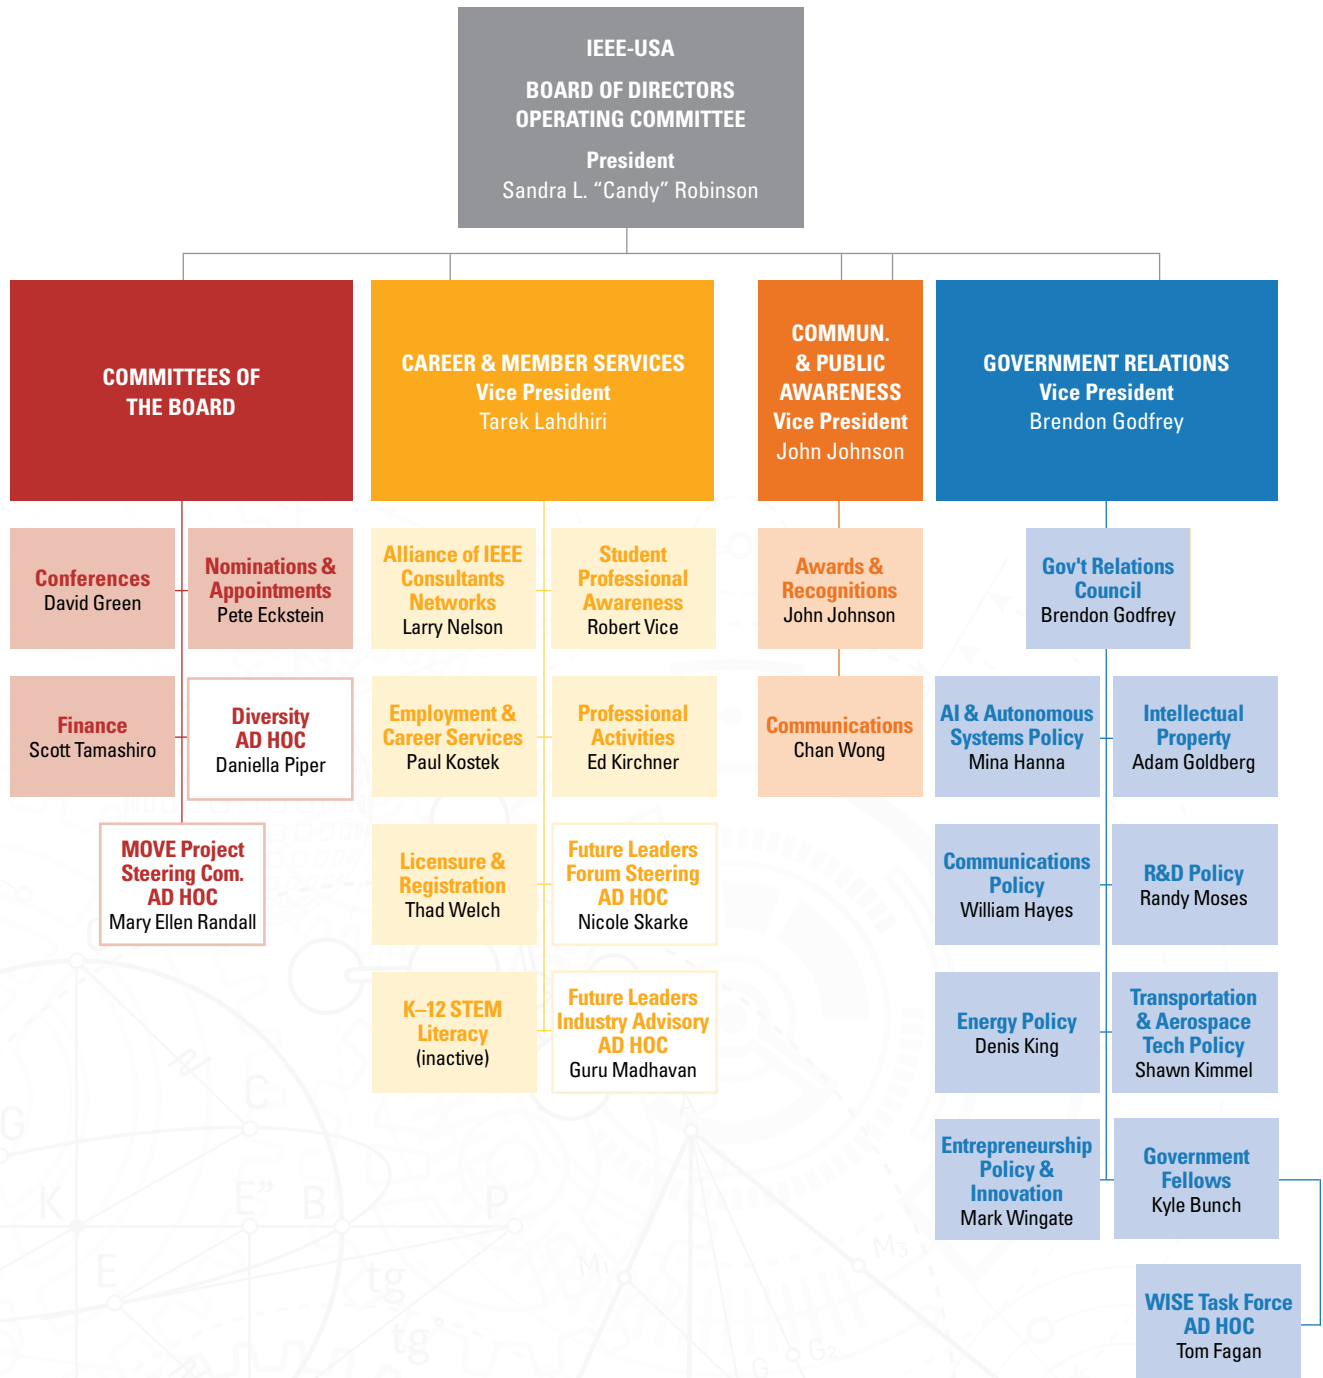 IEEE-USA
BOARD OF DIRECTORS
OPERATING COMMITTEE
President
Sandra L. “Candy” Robinson
COMMITTEES OF
THE BOARD
CAREER & MEMBER SERVICES
Vice President
Tarek Lahdhiri
COMMUN.
& PUBLIC
AWARENESS
Vice President
John Johnson
GOVERNMENT RELATIONS
Vice President
Brendon Godfrey
Conferences
David Green
Nominations &
Appointments
Pete Eckstein
Finance
Scott Tamashiro
Diversity
AD HOC
Daniella Piper
MOVE Project
Steering Com.
AD HOC
Mary Ellen Randall
Alliance of IEEE
Consultants
Networks
Larry Nelson
Student
Professional
Awareness
Robert Vice
Employment &
Career Services
Paul Kostek
Professional
Activities
Ed Kirchner
Licensure &
Registration
Thad Welch
Future Leaders
Forum Steering
AD HOC
Nicole Skarke
K–12 STEM
Literacy
(inactive)
Future Leaders
Industry Advisory
AD HOC
Guru Madhavan
Awards &
Recognitions
John Johnson
Communications
Chan Wong
Gov't Relations
Council
Brendon Godfrey
AI & Autonomous
Systems Policy
Mina Hanna
Intellectual
Property
Adam Goldberg
Communications
Policy
William Hayes
R&D Policy
Randy Moses
Energy Policy
Denis King
Transportation
& Aerospace
Tech Policy
Shawn Kimmel
Entrepreneurship
Policy &
Innovation
Mark Wingate
Government
Fellows
Kyle Bunch
WISE Task Force
AD HOC
Tom Fagan
G
C
K
E”
B
P
E
tg
tg
A
M1
M3
G
G2